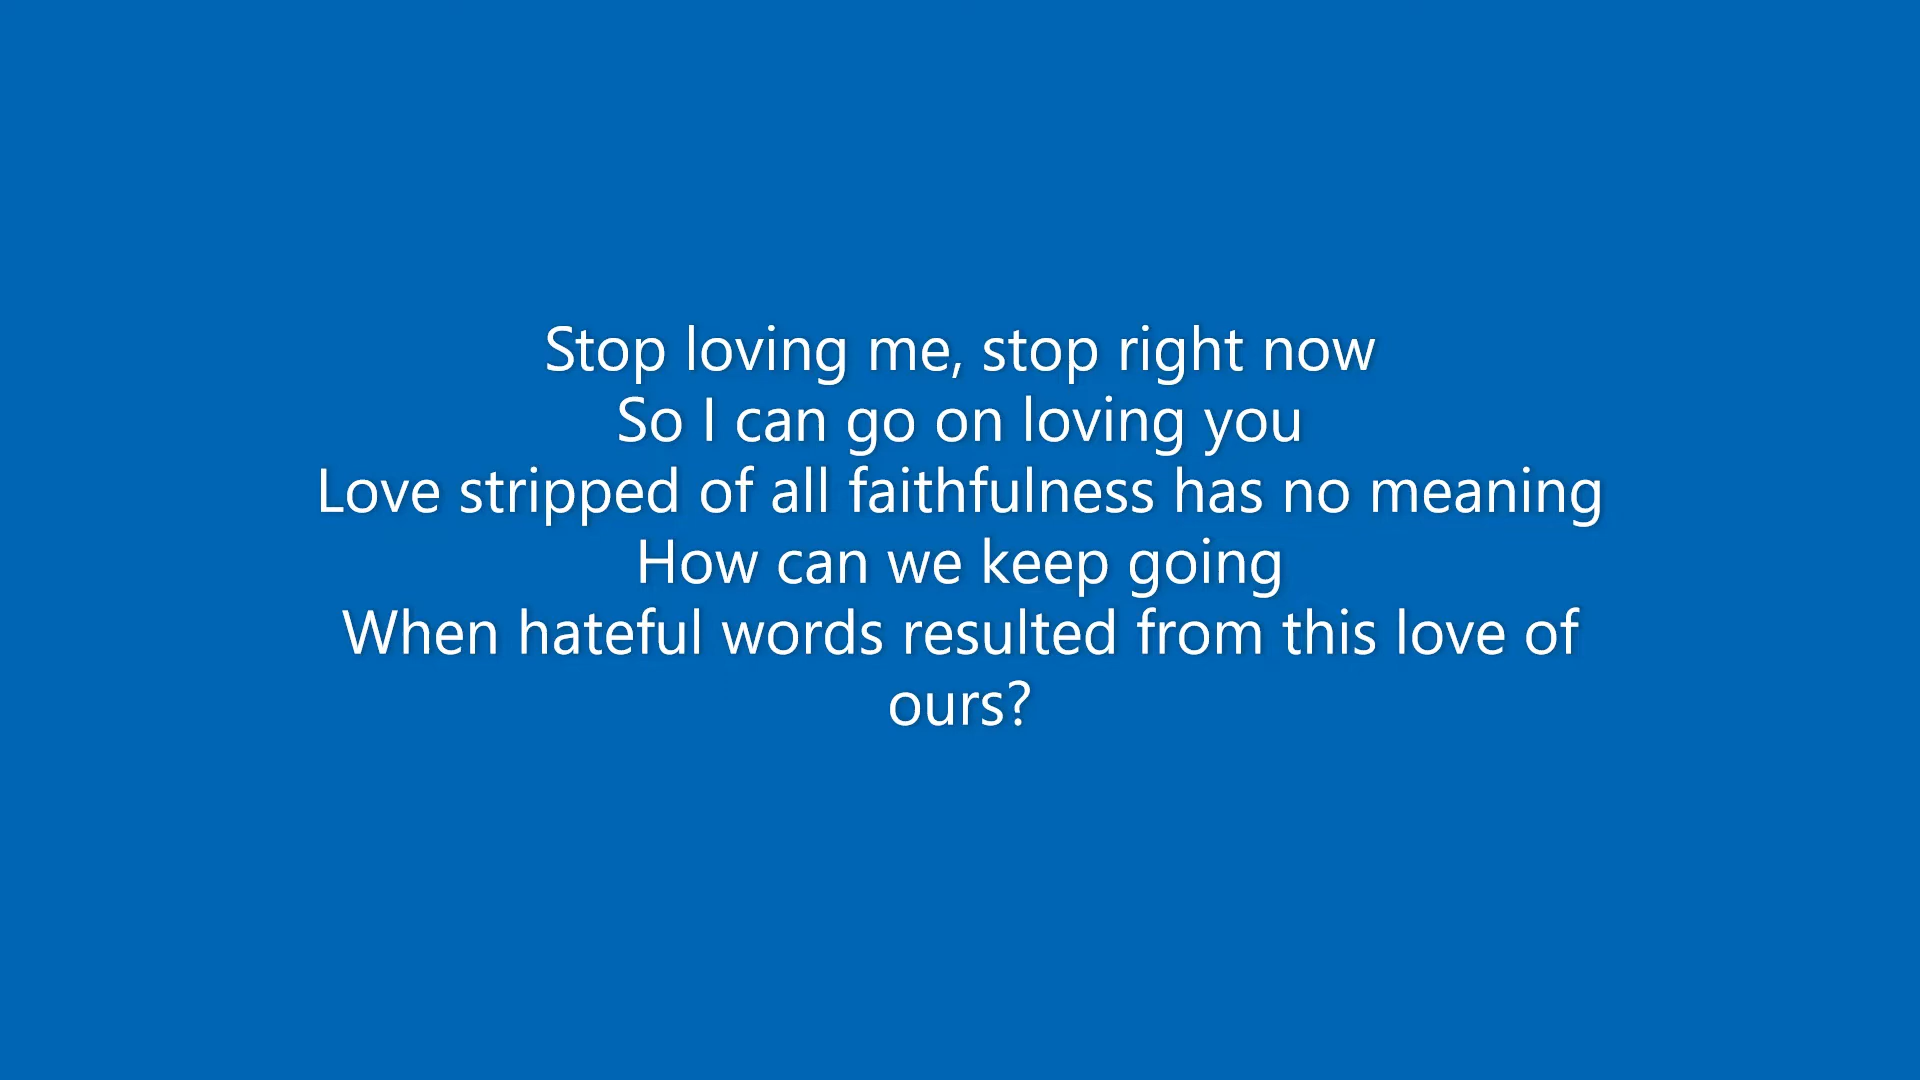 Stop loving me, stop right now
So I can go on loving you
Love stripped of all faithfulness has no meaning
How can we keep going
When hateful words resulted from this love of
ours?